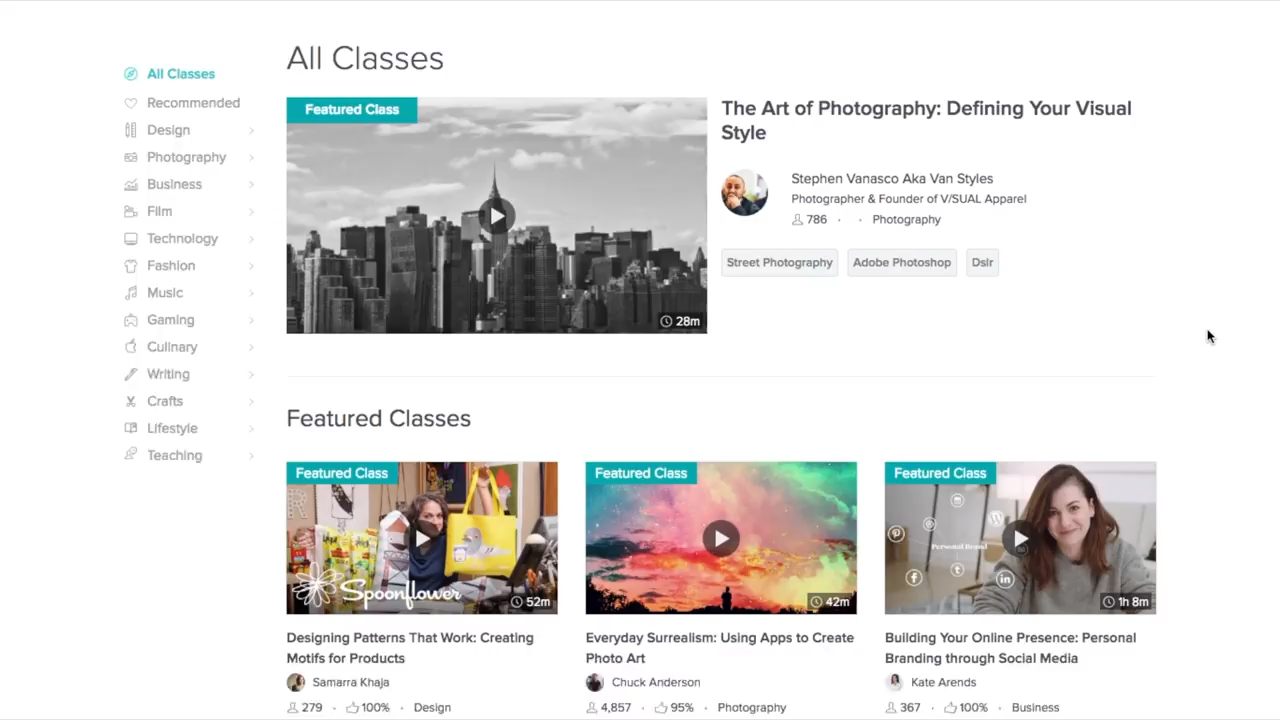 All Classes
Recommended
Design
Photography
Business
Film
Technology
Fashion
Music
Gaming
Culinary
Writing
Crafts
Lifestyle
Teaching
All Classes
Featured Class
28m
The Art of Photography: Defining Your Visual
Style
Stephen Vanasco Aka Van Styles
Photographer & Founder of V/SUAL Apparel
786 · · Photography
Street Photography
Adobe Photoshop
Dslr
Featured Classes
Featured Class
Spoonflower
52m
Designing Patterns That Work: Creating
Motifs for Products
Samarra Khaja
279 · 100% · Design
Featured Class
42m
Everyday Surrealism: Using Apps to Create
Photo Art
Chuck Anderson
4,857 · 95% · Photography
Featured Class
Personal Brand
1h 8m
Building Your Online Presence: Personal
Branding through Social Media
Kate Arends
367 · 100% · Business